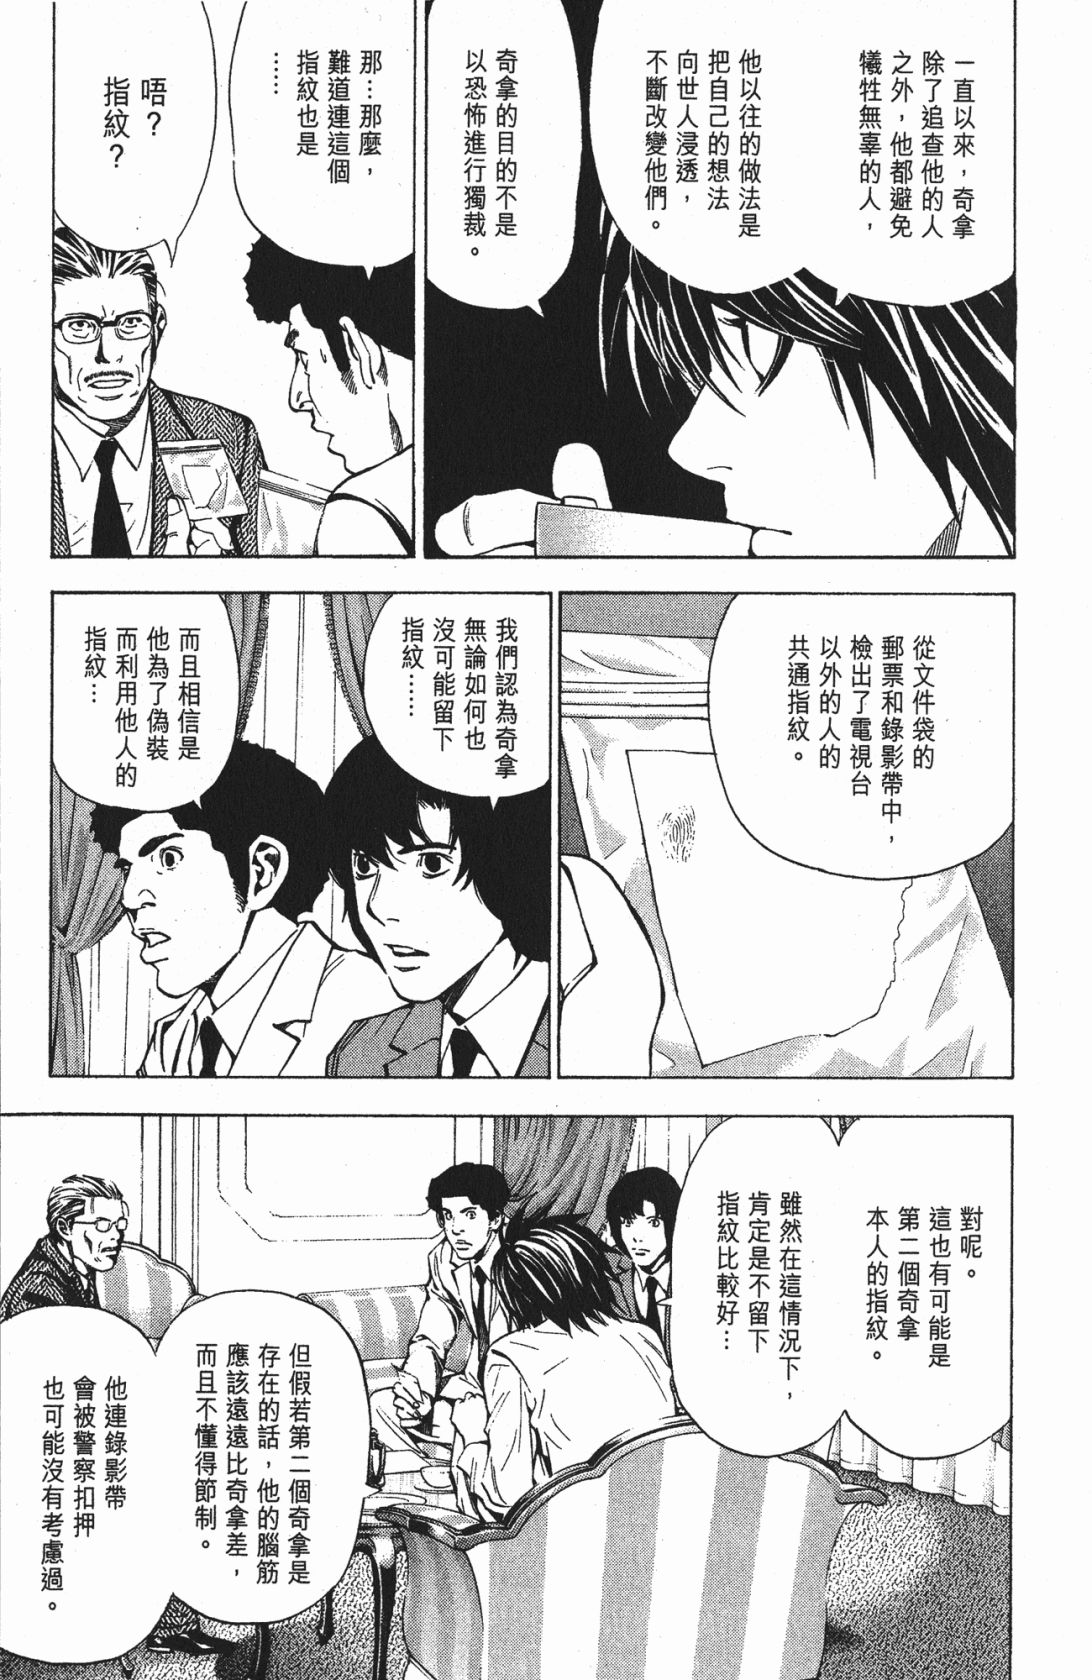 一直以來，奇拿
除了追查他的人
之外，他都避免
犧牲無辜的人，
他以往的做法是
把自己的想法
向世人浸透，
不斷改變他們。
奇拿的目的不是
以恐怖進行獨裁。
那…那麼，
難道連這個
指紋也是
……
唔？
指紋？
從文件袋的
郵票和錄影帶中，
檢出了電視台
以外的人的
共通指紋。
我們認為奇拿
無論如何也
沒可能留下
指紋……
而且相信是
他為了偽裝
而利用他人的
指紋…
對呢。
這也有可能是
第二個奇拿
本人的指紋。
雖然在這情況下，
肯定是不留下
指紋比較好…
但假若第二個奇拿是
存在的話，他的腦筋
應該遠遠比奇拿差，
而且不懂得節制。
他連錄影帶
會被警察扣押
也可能沒有考慮過。